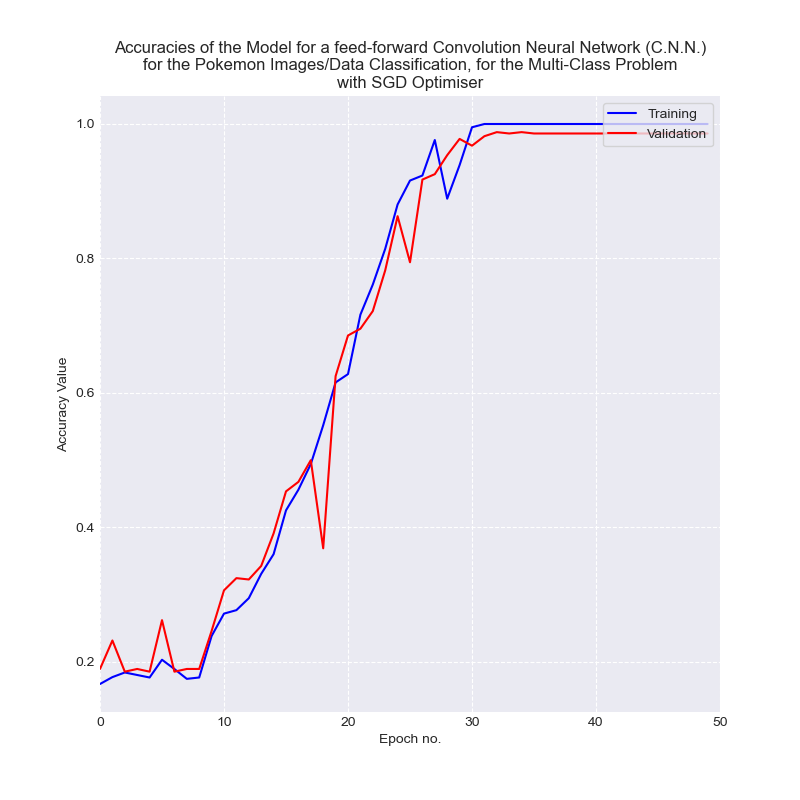 Accuracies of the Model for a feed-forward Convolution Neural Network (C.N.N.)
for the Pokemon Images/Data Classification, for the Multi-Class Problem
with SGD Optimiser
1.0
Training
Validation
0.8
0.6
Accuracy Value
0.4
0.2
0 10 20 30 40 50
Epoch no.